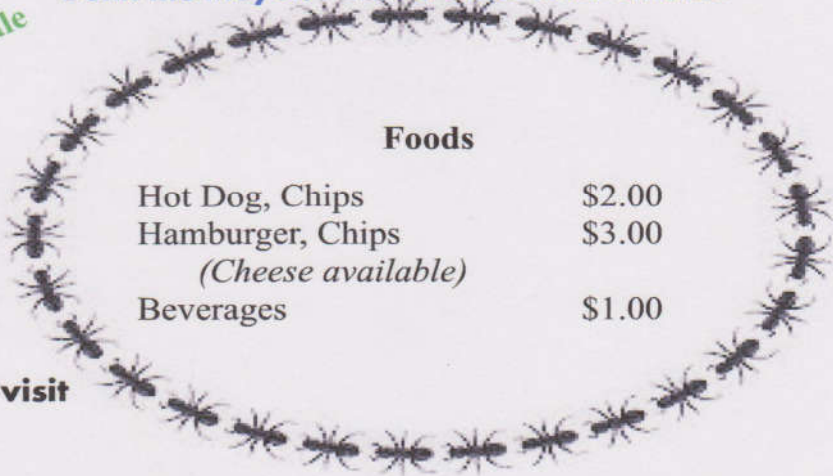 Foods
Hot Dog, Chips $2.00
Hamburger, Chips $3.00
(Cheese available)
Beverages $1.00
visit